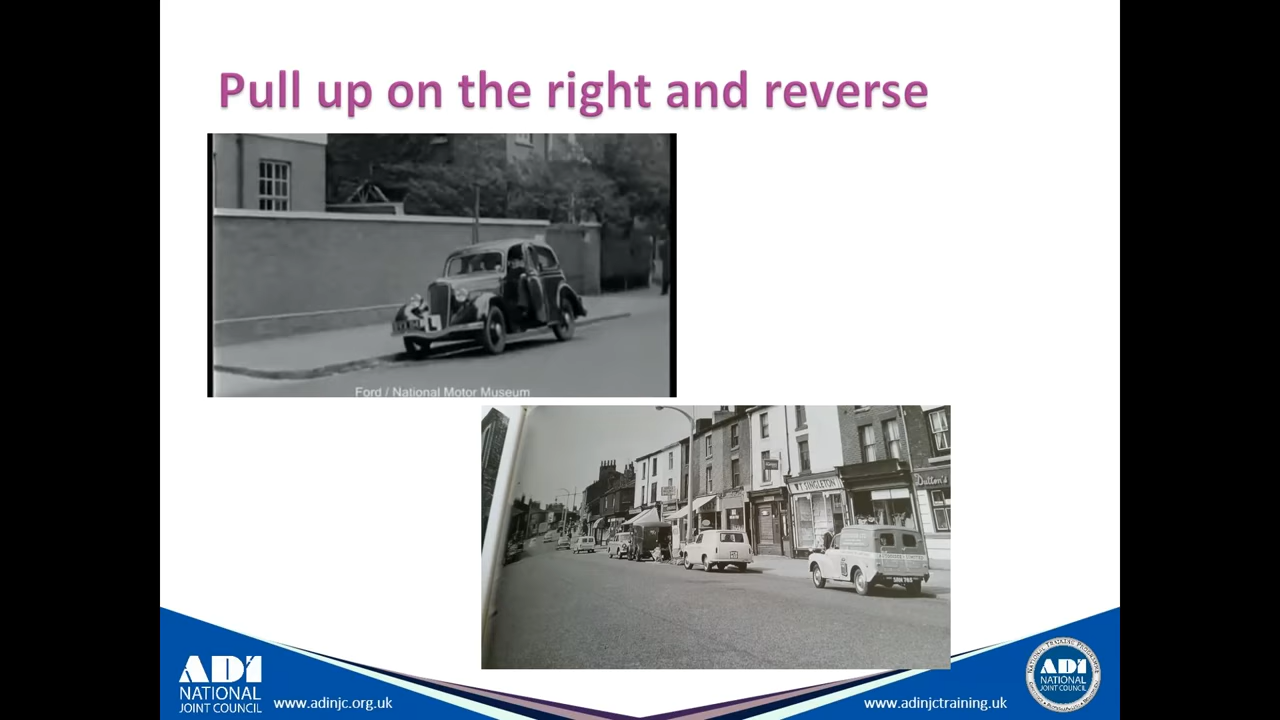 Pull up on the right and reverse
L
Ford / National Motor Museum
W.T. SINGLETON
Dutton's
ADI
NATIONAL
JOINT COUNCIL
www.adinjc.org.uk
www.adinjctraining.uk
ADI
NATIONAL
JOINT COUNCIL